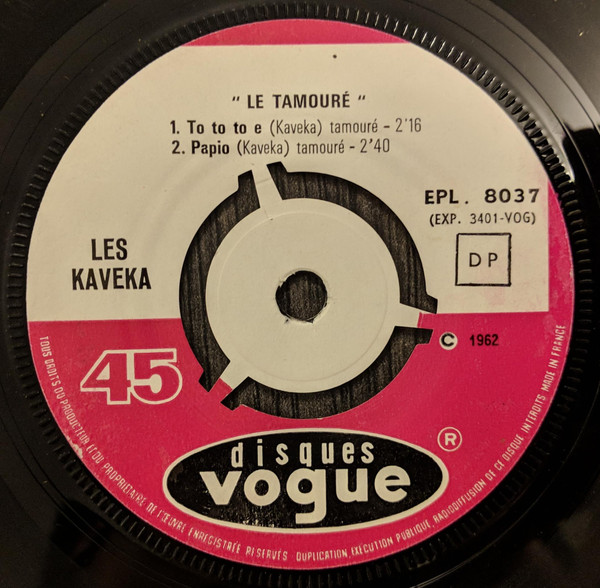 " LE TAMOURÉ "
1. To to to e (Kaveka) tamouré - 2'16
2. Papio (Kaveka) tamouré - 2'40
EPL. 8037
(EXP. 3401-VOG)
DP
LES
KAVEKA
© 1962
45
disques
vogue
®
TOUS DROITS DU PRODUCTEUR ET DU PROPRIETAIRE DE L'ŒUVRE ENREGISTRÉE RESERVÉS DUPLICATION, EXÉCUTION PUBLIQUE, RADIODIFFUSION DE CE DISQUE INTERDITS MADE IN FRANCE